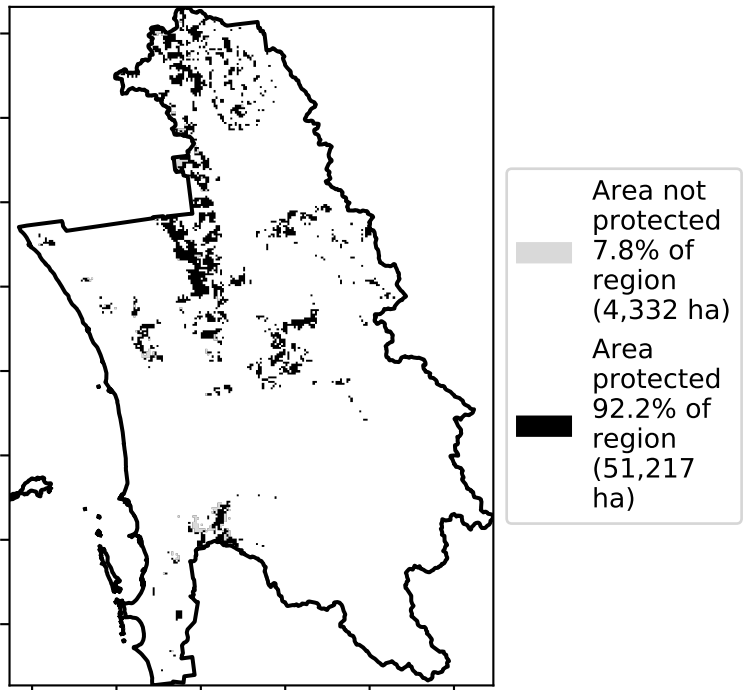 Area not
protected
7.8% of
region
(4,332 ha)
Area
protected
92.2% of
region
(51,217
ha)